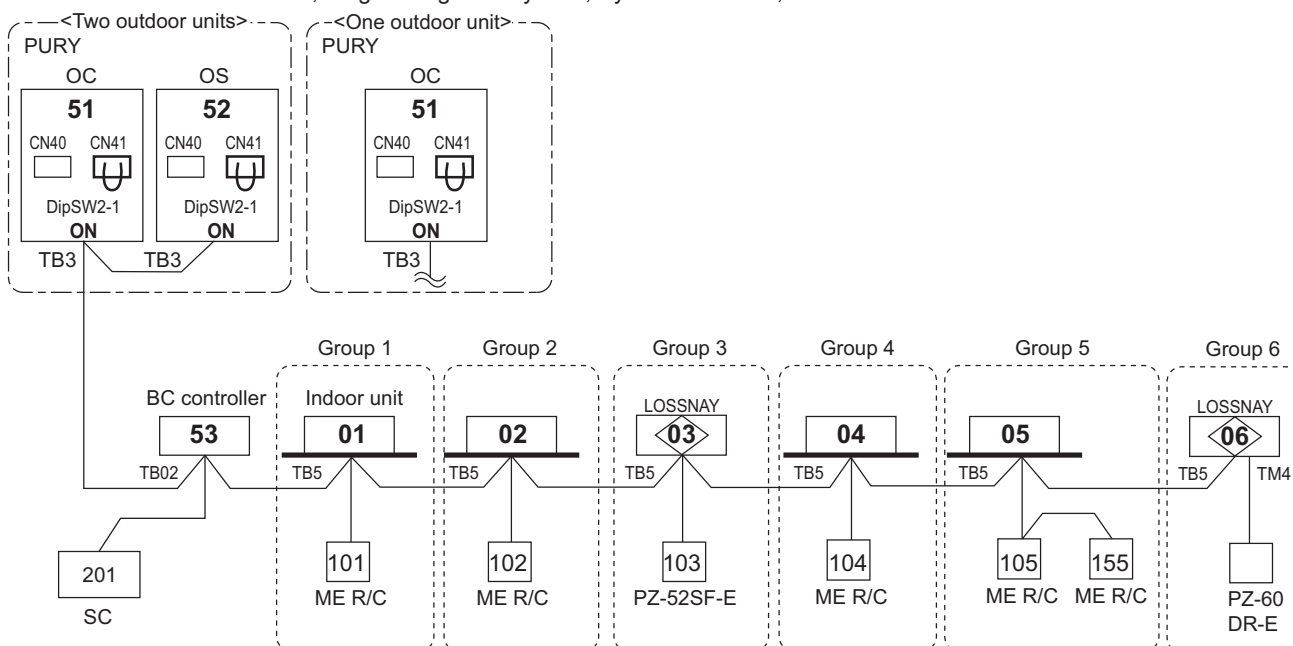 <Two outdoor units>
<One outdoor unit>
PURY
PURY
OC OS
OC
51 52
51
CN40 CN41 CN40 CN41
CN40 CN41
DipSW2-1 DipSW2-1
DipSW2-1
ON ON
ON
TB3 TB3
TB3
Group 1 Group 2 Group 3 Group 4 Group 5 Group 6
BC controller Indoor unit LOSSNAY LOSSNAY
53 01 02 03 04 05 06
TB02 TB5 TB5 TB5 TB5 TB5 TB5 TM4
201 101 102 103 104 105 155
SC ME R/C ME R/C PZ-52SF-E ME R/C ME R/C ME R/C PZ-60
DR-E